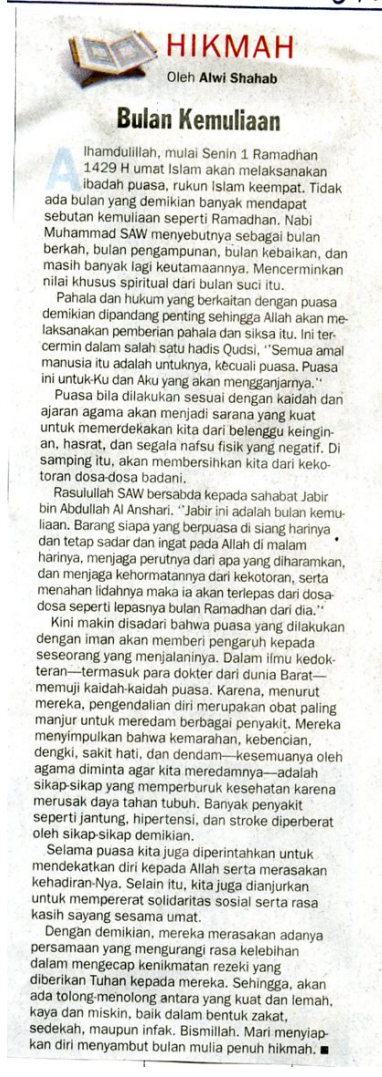 HIKMAH
Oleh Alwi Shahab
Bulan Kemuliaan
Alhamdulillah, mulai Senin 1 Ramadhan
1429 H umat Islam akan melaksanakan
ibadah puasa, rukun Islam keempat. Tidak
ada bulan yang demikian banyak mendapat
sebutan kemuliaan seperti Ramadhan. Nabi
Muhammad SAW menyebutnya sebagai bulan
berkah, bulan pengampunan, bulan kebaikan, dan
masih banyak lagi keutamaannya. Mencerminkan
nilai khusus spiritual dari bulan suci itu.
Pahala dan hukum yang berkaitan dengan puasa
demikian dipandang penting sehingga Allah akan me-
laksanakan pemberian pahala dan siksa itu. Ini ter-
cermin dalam salah satu hadis Qudsi, ''Semua amal
manusia itu adalah untuknya, kecuali puasa. Puasa
ini untuk-Ku dan Aku yang akan mengganjarnya.''
Puasa bila dilakukan sesuai dengan kaidah dan
ajaran agama akan menjadi sarana yang kuat
untuk memerdekakan kita dari belenggu keingin-
an, hasrat, dan segala nafsu fisik yang negatif. Di
samping itu, akan membersihkan kita dari keko-
toran dosa-dosa badani.
Rasulullah SAW bersabda kepada sahabat Jabir
bin Abdullah Al Anshari. ''Jabir ini adalah bulan kemu-
liaan. Barang siapa yang berpuasa di siang harinya
dan tetap sadar dan ingat pada Allah di malam
harinya, menjaga perutnya dari apa yang diharamkan,
dan menjaga kehormatannya dari kekotoran, serta
menahan lidahnya maka ia akan terlepas dari dosa-
dosa seperti lepasnya bulan Ramadhan dari dia.''
Kini makin disadari bahwa puasa yang dilakukan
dengan iman akan memberi pengaruh kepada
seseorang yang menjalaninya. Dalam ilmu kedok-
teran—termasuk para dokter dari dunia Barat—
memuji kaidah-kaidah puasa. Karena, menurut
mereka, pengendalian diri merupakan obat paling
manjur untuk meredam berbagai penyakit. Mereka
menyimpulkan bahwa kemarahan, kebencian,
dengki, sakit hati, dan dendam—kesemuanya oleh
agama diminta agar kita meredamnya—adalah
sikap-sikap yang memperburuk kesehatan karena
merusak daya tahan tubuh. Banyak penyakit
seperti jantung, hipertensi, dan stroke diperberat
oleh sikap-sikap demikian.
Selama puasa kita juga diperintahkan untuk
mendekatkan diri kepada Allah serta merasakan
kehadiran-Nya. Selain itu, kita juga dianjurkan
untuk mempererat solidaritas sosial serta rasa
kasih sayang sesama umat.
Dengan demikian, mereka merasakan adanya
persamaan yang mengurangi rasa kelebihan
dalam mengecap kenikmatan rezeki yang
diberikan Tuhan kepada mereka. Sehingga, akan
ada tolong-menolong antara yang kuat dan lemah,
kaya dan miskin, baik dalam bentuk zakat,
sedekah, maupun infak. Bismillah. Mari menyiap-
kan diri menyambut bulan mulia penuh hikmah. ■